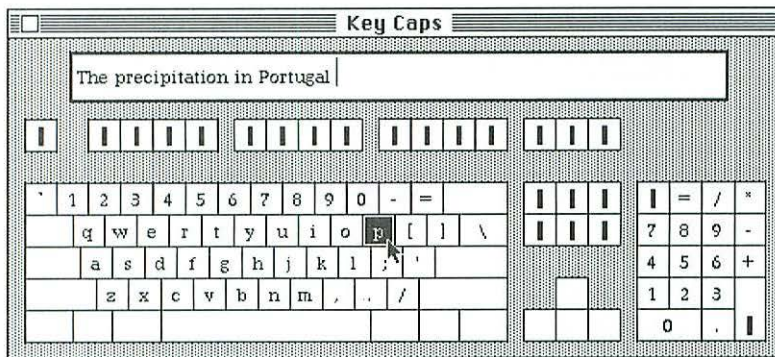 Key Caps
The precipitation in Portugal
` 1 2 3 4 5 6 7 8 9 0 - = = / *
q w e r t y u i o p [ ] \ 7 8 9 -
a s d f g h j k l ; ' 4 5 6 +
z x c v b n m , . / 1 2 3
0 .